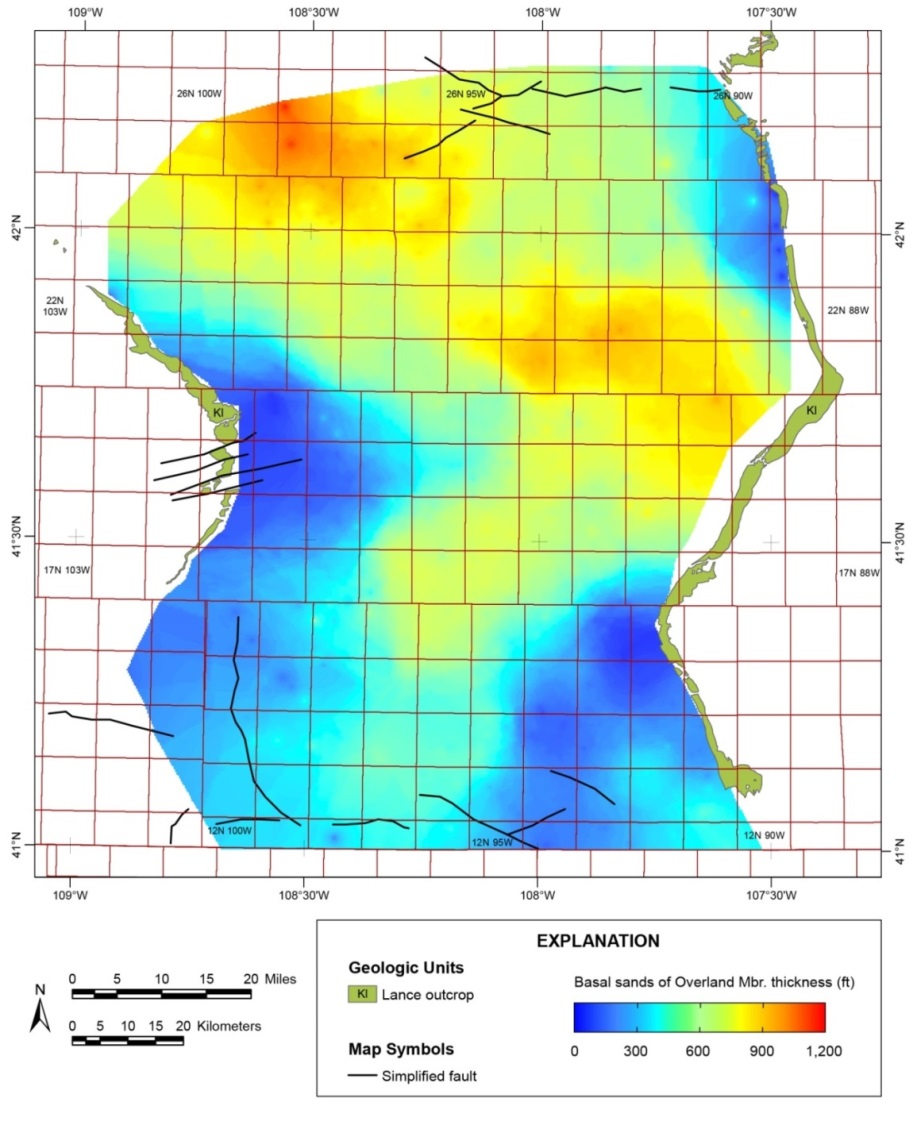 109°W 108°30'W 108°W 107°30'W
26N 100W
26N 95W
26N 90W
42°N
42°N
22N
103W
22N 88W
Kl
Kl
41°30'N
41°30'N
17N 103W
17N 88W
12N 100W
12N 95W
12N 90W
41°N
41°N
109°W 108°30'W 108°W 107°30'W
EXPLANATION
Geologic Units
Kl Lance outcrop
Map Symbols
Simplified fault
Basal sands of Overland Mbr. thickness (ft)
0 300 600 900 1,200
N
0 5 10 15 20 Miles
0 5 10 15 20 Kilometers